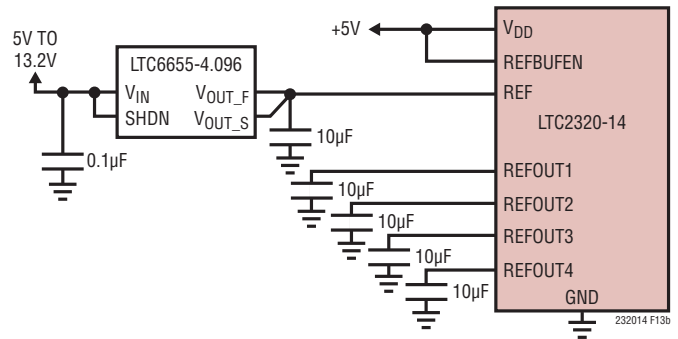 5V TO
13.2V
LTC6655-4.096
VIN
SHDN
VOUT_F
VOUT_S
0.1µF
10µF
+5V
VDD
REFBUFEN
REF
LTC2320-14
REFOUT1
REFOUT2
REFOUT3
REFOUT4
GND
10µF
10µF
10µF
10µF
232014 F13b